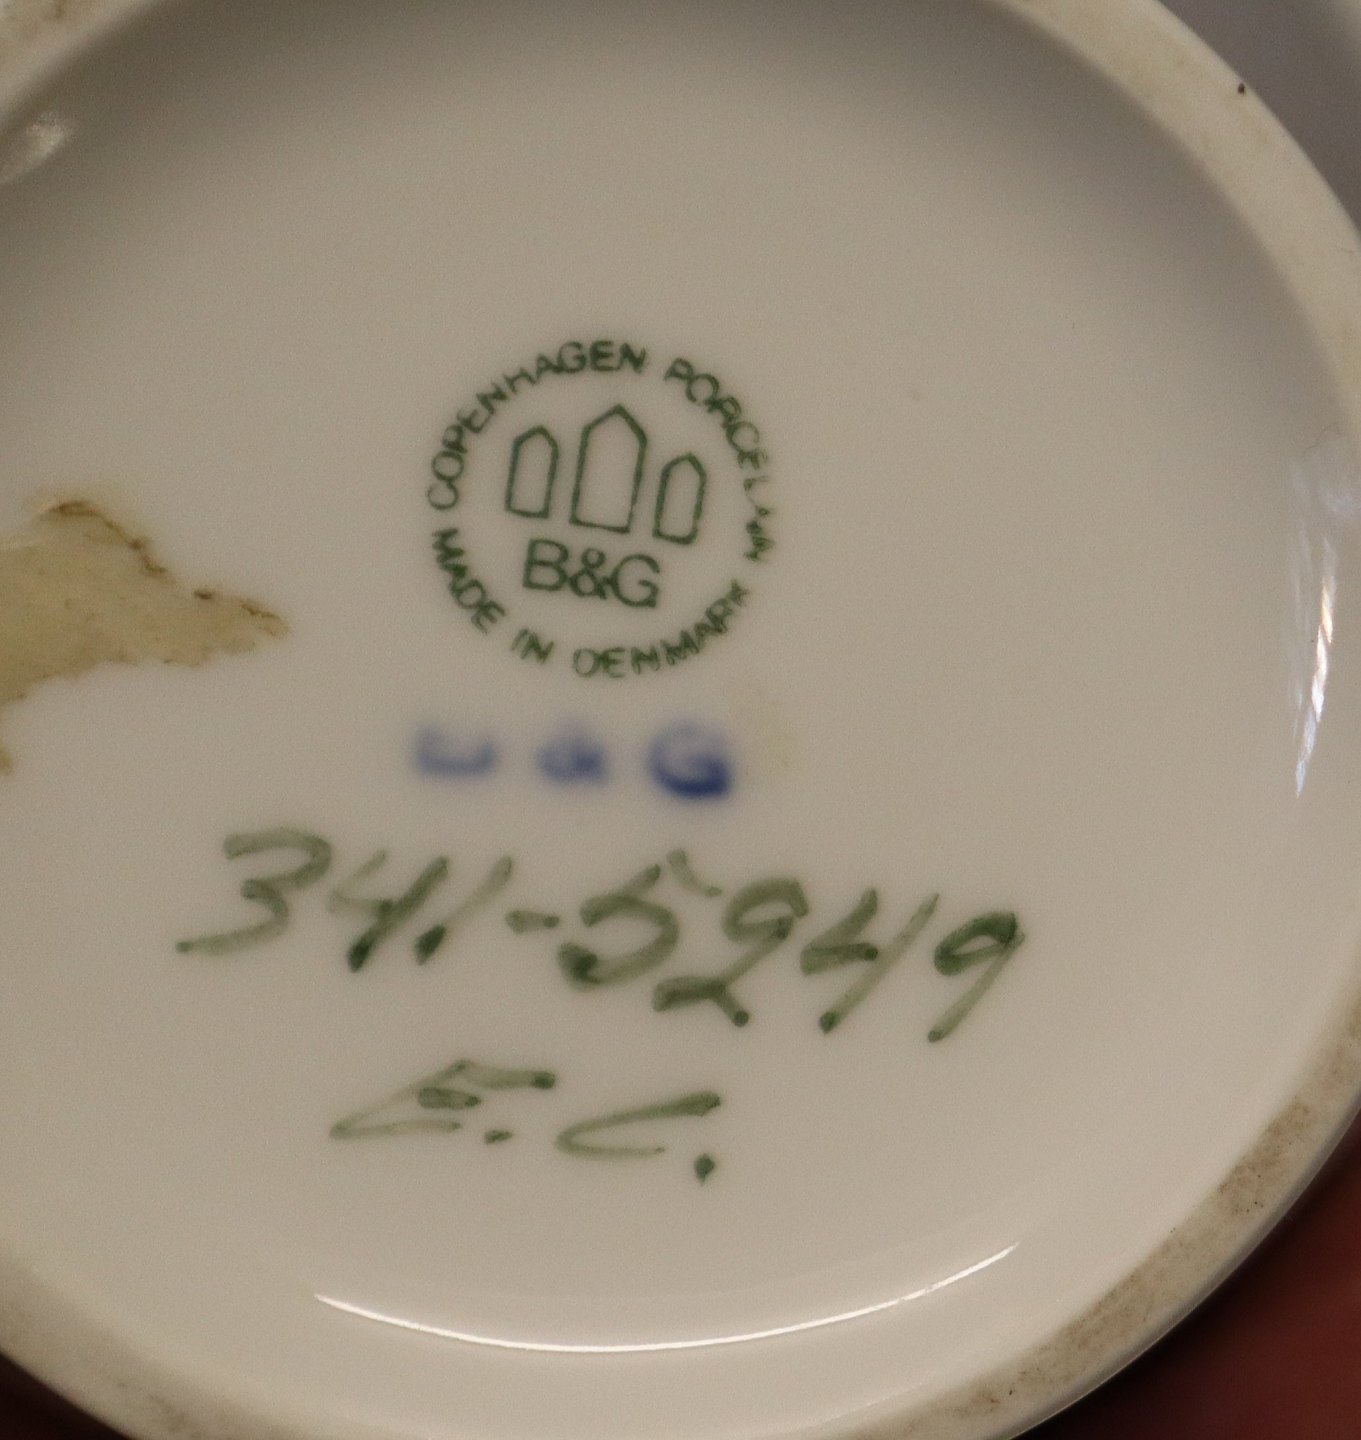 COPENHAGEN PORCELAIN
B&G
MADE IN DENMARK
B&G
341-5249
E.C.